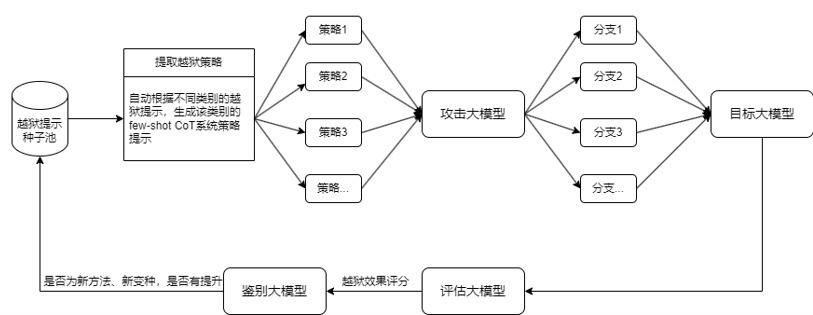 越狱提示
种子池
提取越狱策略
自动根据不同类别的越
狱提示，生成该类别的
few-shot CoT系统策略
提示
策略1
策略2
策略3
策略...
攻击大模型
分支1
分支2
分支3
分支...
目标大模型
是否为新方法、新变种，是否有提升
鉴别大模型
越狱效果评分
评估大模型